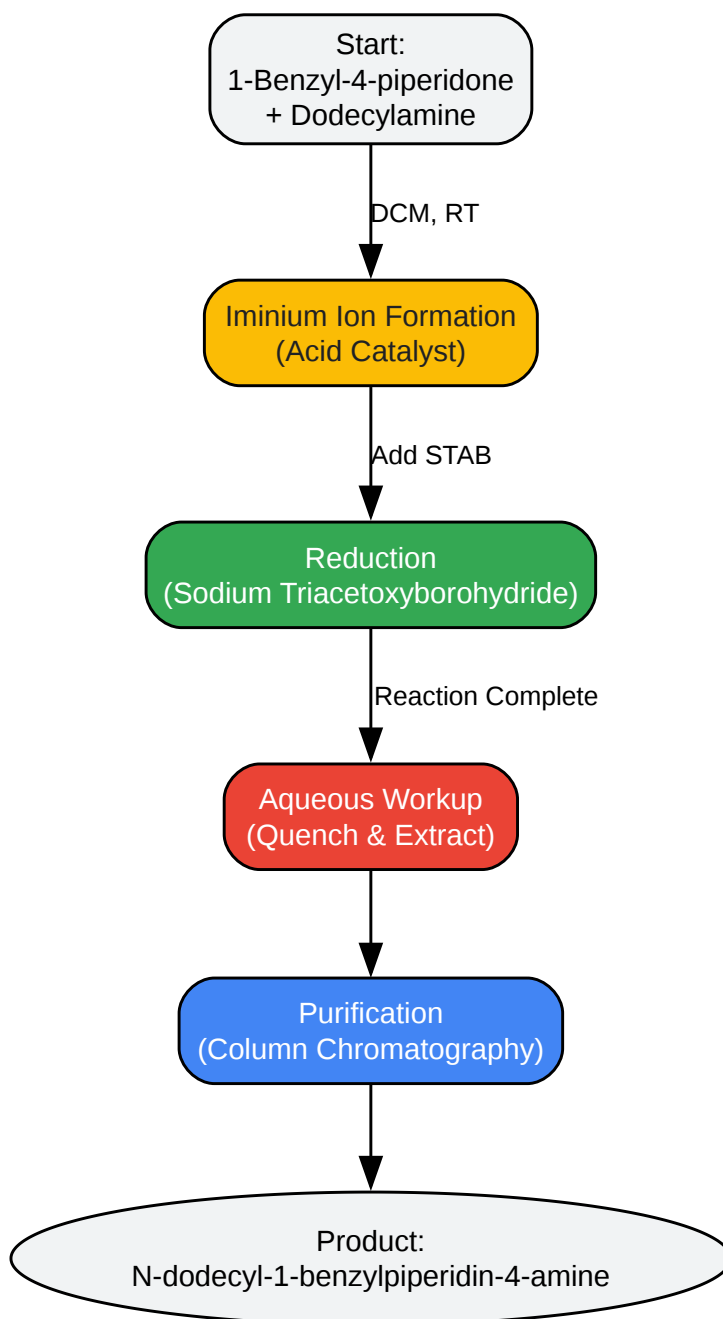 Start:
1-Benzyl-4-piperidone
+ Dodecylamine
DCM, RT
Iminium Ion Formation
(Acid Catalyst)
Add STAB
Reduction
(Sodium Triacetoxyborohydride)
Reaction Complete
Aqueous Workup
(Quench & Extract)
Purification
(Column Chromatography)
Product:
N-dodecyl-1-benzylpiperidin-4-amine